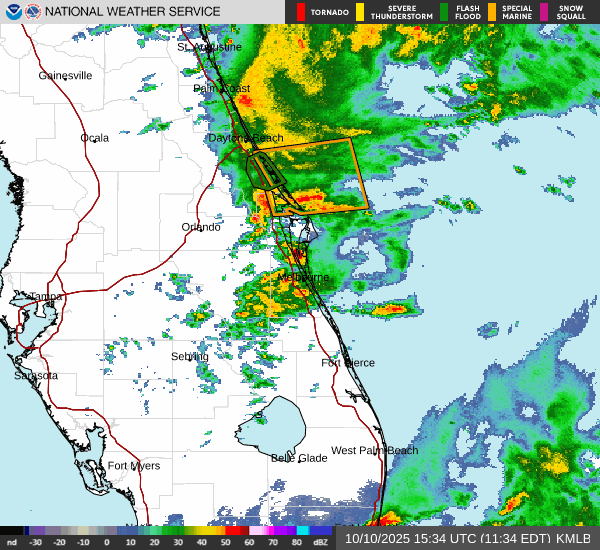 NATIONAL WEATHER SERVICE
TORNADO
SEVERE THUNDERSTORM
FLASH FLOOD
SPECIAL MARINE
SNOW SQUALL
St. Augustine
Gainesville
Palm Coast
Ocala
Daytona Beach
Orlando
Melbourne
Tampa
Sebring
Fort Pierce
Sarasota
West Palm Beach
Belle Glade
Fort Myers
nd -30 -20 -10 0 10 20 30 40 50 60 70 80 dBZ
10/10/2025 15:34 UTC (11:34 EDT) KMLB